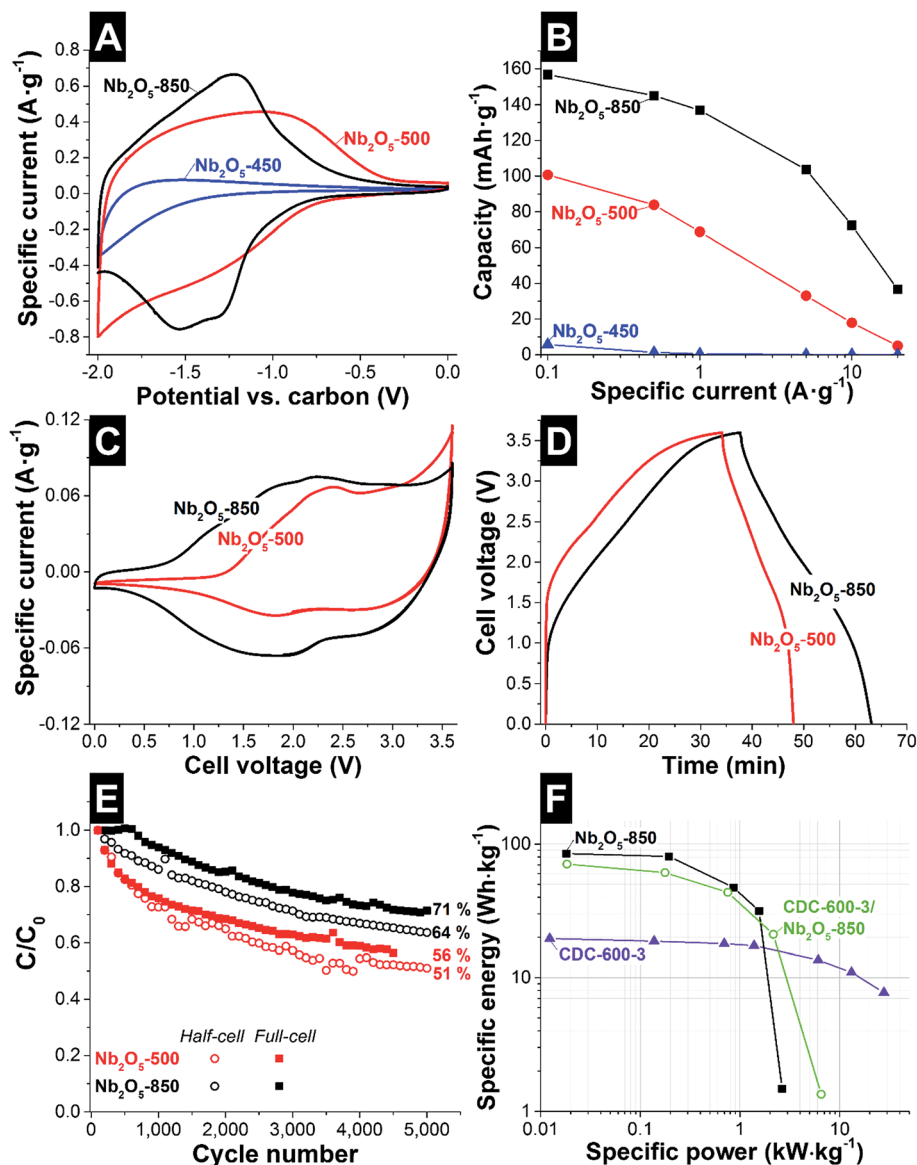 A
Specific current (A·g⁻¹)
0.8
0.6
0.4
0.2
0.0
-0.2
-0.4
-0.6
-0.8
Nb₂O₅-850
Nb₂O₅-500
Nb₂O₅-450
-2.0 -1.5 -1.0 -0.5 0.0
Potential vs. carbon (V)
B
Capacity (mAh·g⁻¹)
160
140
120
100
80
60
40
20
0
Nb₂O₅-850
Nb₂O₅-500
Nb₂O₅-450
0.1 1 10
Specific current (A·g⁻¹)
C
Specific current (A·g⁻¹)
0.12
0.06
0.00
-0.06
-0.12
Nb₂O₅-850
Nb₂O₅-500
0.0 0.5 1.0 1.5 2.0 2.5 3.0 3.5
Cell voltage (V)
D
Cell voltage (V)
3.5
3.0
2.5
2.0
1.5
1.0
0.5
0.0
Nb₂O₅-850
Nb₂O₅-500
0 10 20 30 40 50 60 70
Time (min)
E
C/C₀
1.0
0.8
0.6
0.4
0.2
0.0
71 %
64 %
56 %
51 %
Half-cell Full-cell
Nb₂O₅-500
Nb₂O₅-850
0 1,000 2,000 3,000 4,000 5,000
Cycle number
F
Specific energy (Wh·kg⁻¹)
100
10
1
Nb₂O₅-850
CDC-600-3/
Nb₂O₅-850
CDC-600-3
0.01 0.1 1 10
Specific power (kW·kg⁻¹)